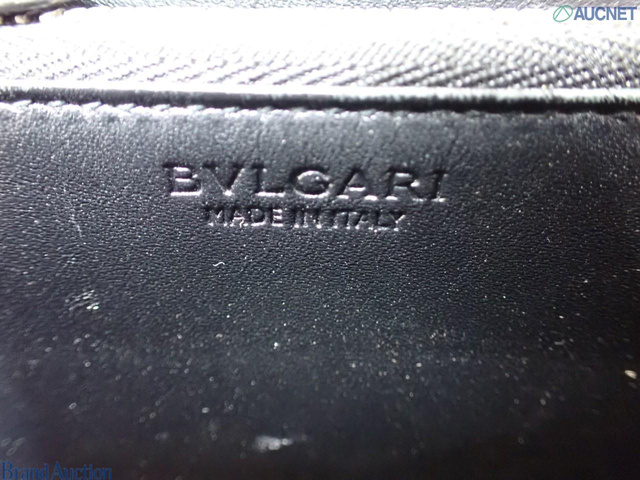 AUCNET
BVLGARI
MADE IN ITALY
Brand Auction